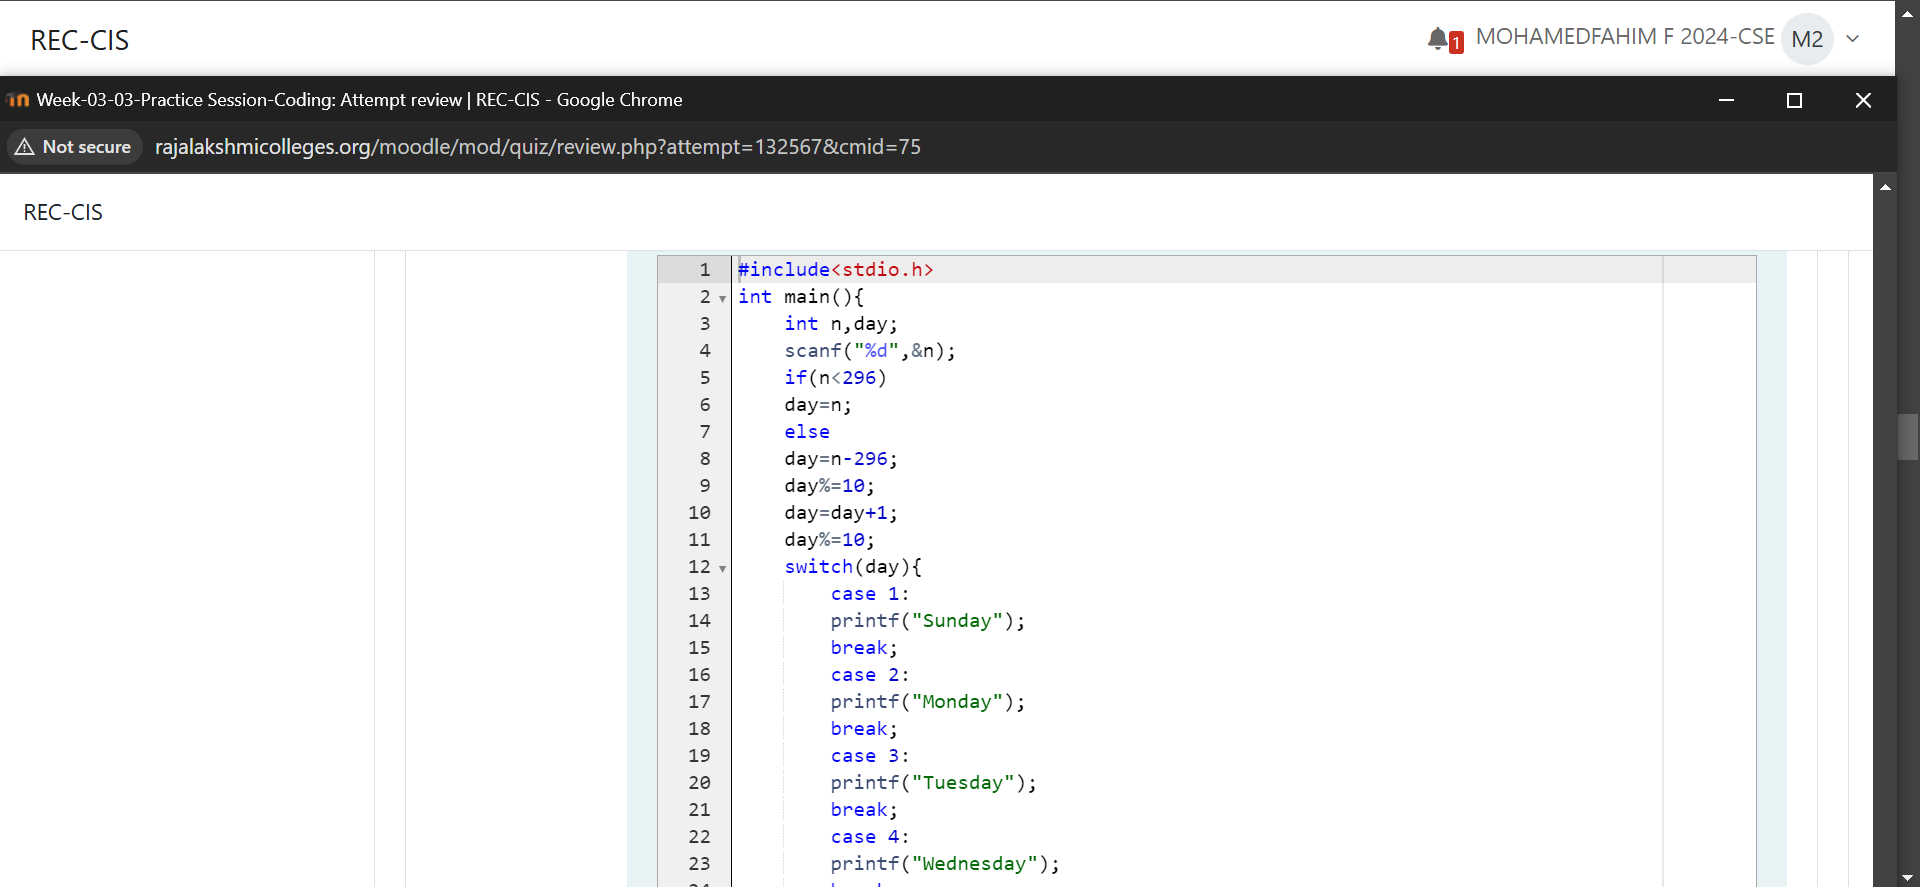 REC-CIS
1 MOHAMEDFAHIM F 2024-CSE M2
Week-03-03-Practice Session-Coding: Attempt review | REC-CIS - Google Chrome
Not secure rajalakshmicolleges.org/moodle/mod/quiz/review.php?attempt=132567&cmid=75
REC-CIS
1 #include<stdio.h>
2 int main(){
3 int n,day;
4 scanf("%d",&n);
5 if(n<296)
6 day=n;
7 else
8 day=n-296;
9 day%=10;
10 day=day+1;
11 day%=10;
12 switch(day){
13 case 1:
14 printf("Sunday");
15 break;
16 case 2:
17 printf("Monday");
18 break;
19 case 3:
20 printf("Tuesday");
21 break;
22 case 4:
23 printf("Wednesday");